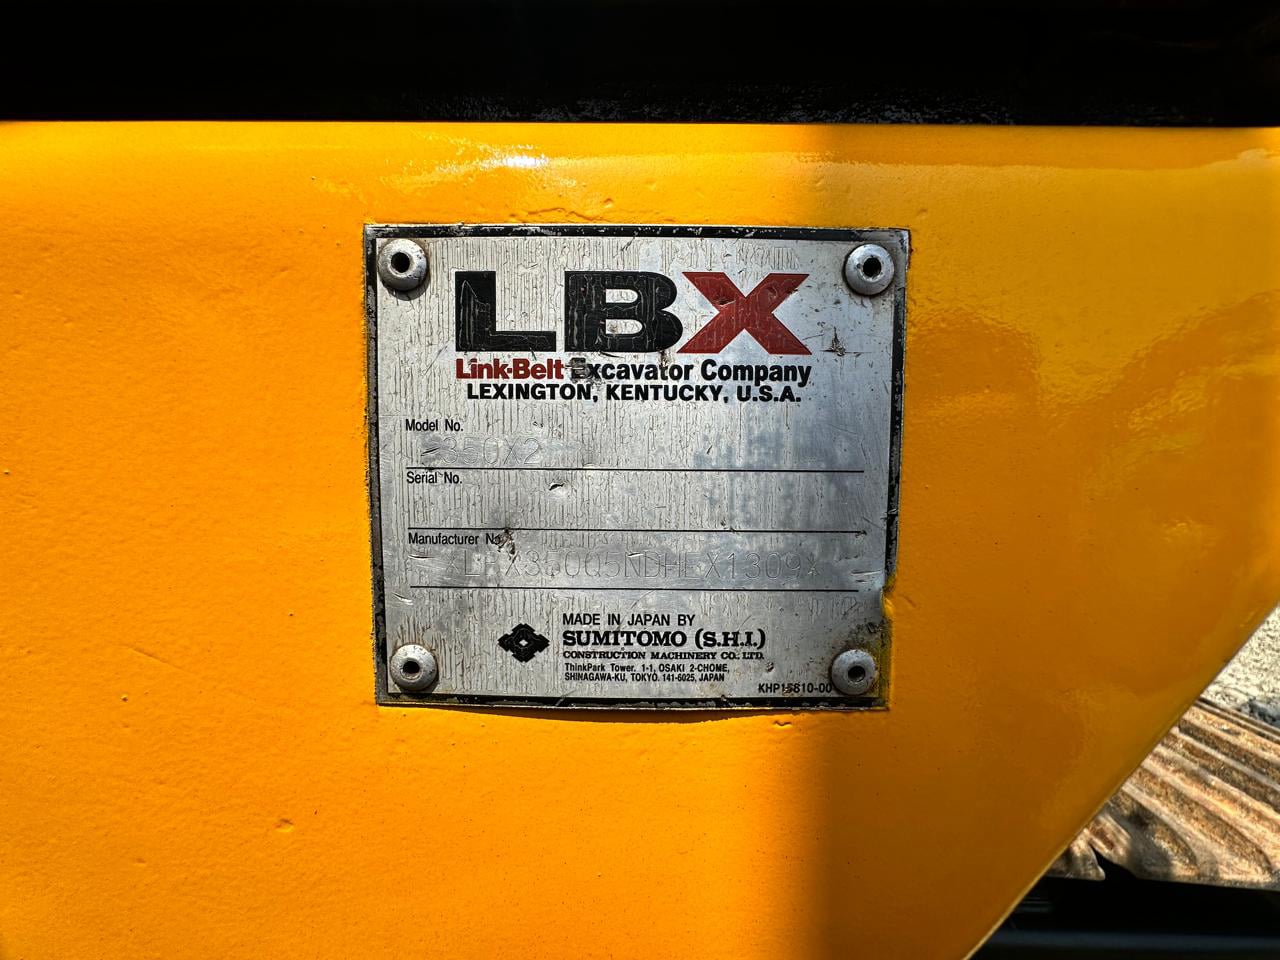 LBX
Link-Belt Excavator Company
LEXINGTON, KENTUCKY, U.S.A.
Model No.
350X2
Serial No.
Manufacturer No.
MADE IN JAPAN BY
SUMITOMO (S.H.I.)
CONSTRUCTION MACHINERY CO., LTD.
ThinkPark Tower. 1-1, OSAKI 2-CHOME,
SHINAGAWA-KU, TOKYO. 141-6025, JAPAN